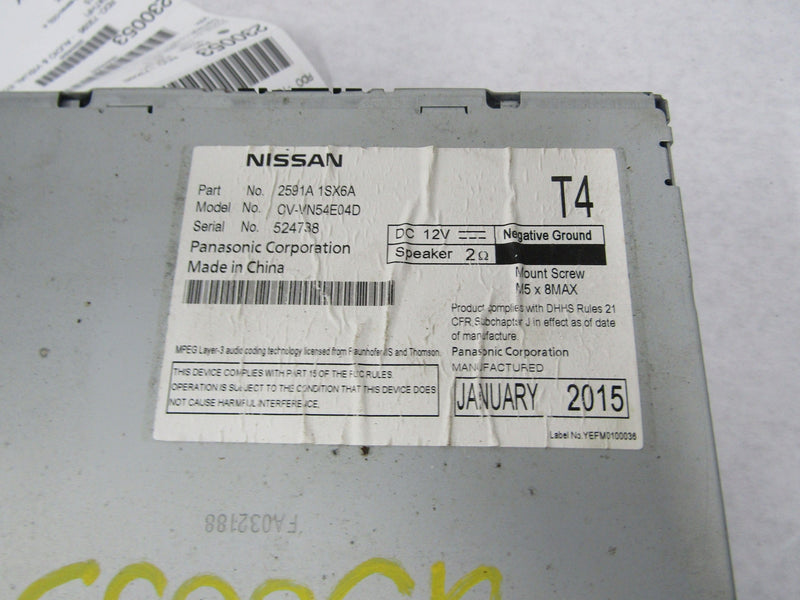 230053
230053
NISSAN
Part No. 2591A 1SX6A
Model No. CV-VN54E04D
Serial No. 524738
Panasonic Corporation
Made in China
T4
DC 12V Negative Ground
Speaker 2Ω
Mount Screw
M5 x 8MAX
Product complies with DHHS Rules 21
CFR,Subchapter J in effect as of date
of manufacture.
Panasonic Corporation
MANUFACTURED
JANUARY 2015
MPEG Layer-3 audio coding technology licensed from Fraunhofer IIS and Thomson.
THIS DEVICE COMPLIES WITH PART 15 OF THE FCC RULES.
OPERATION IS SUBJECT TO THE CONDITION THAT THIS DEVICE DOES
NOT CAUSE HARMFUL INTERFERENCE.
Label No.YEFM0100036
FA032188